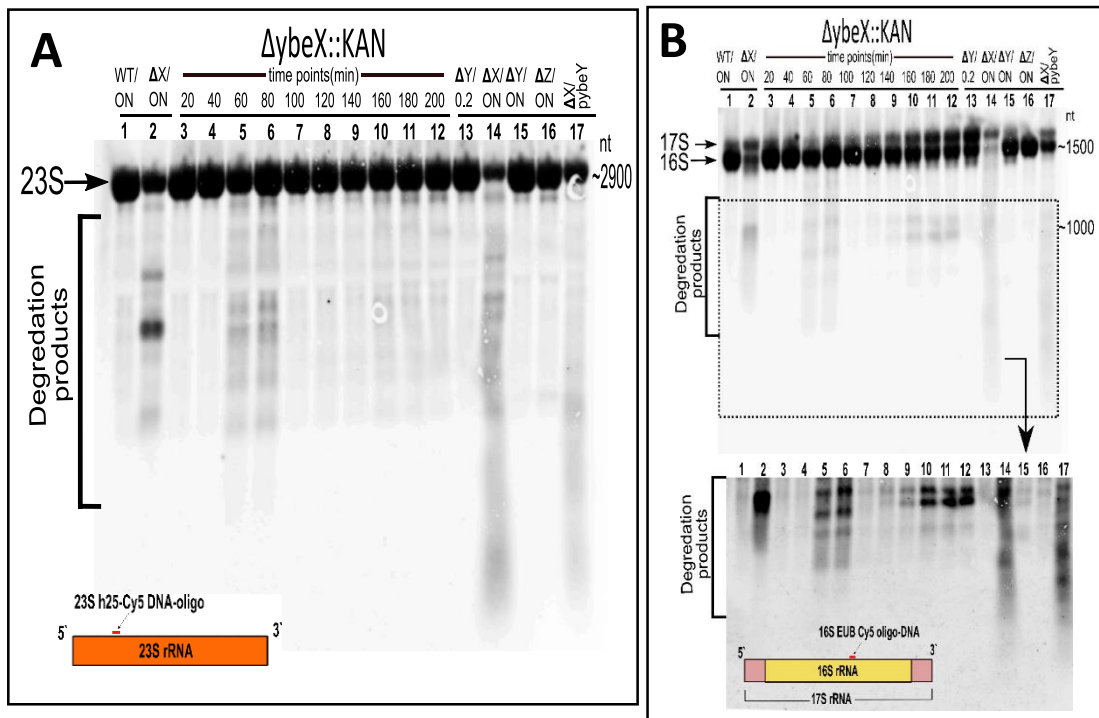 A
ΔybeX::KAN
time points(min)
WT/ ON
ΔX/ ON
20 40 60 80 100 120 140 160 180 200
ΔY/ 0.2
ΔX/ ON
ΔY/ ON
ΔZ/ ON
ΔX/ pybeY
1 2 3 4 5 6 7 8 9 10 11 12 13 14 15 16 17
nt
23S
~2900
Degredation products
23S h25-Cy5 DNA-oligo
5` 3`
23S rRNA
B
ΔybeX::KAN
time points(min)
WT/ ON
ΔX/ ON
20 40 60 80 100 120 140 160 180 200
ΔY/ 0.2
ΔX/ ON
ΔY/ ON
ΔZ/ ON
ΔX/ pybeY
1 2 3 4 5 6 7 8 9 10 11 12 13 14 15 16 17
nt
17S
16S
~1500
~1000
Degredation products
1 2 3 4 5 6 7 8 9 10 11 12 13 14 15 16 17
Degredation products
16S EUB Cy5 oligo-DNA
5` 3`
16S rRNA
17S rRNA